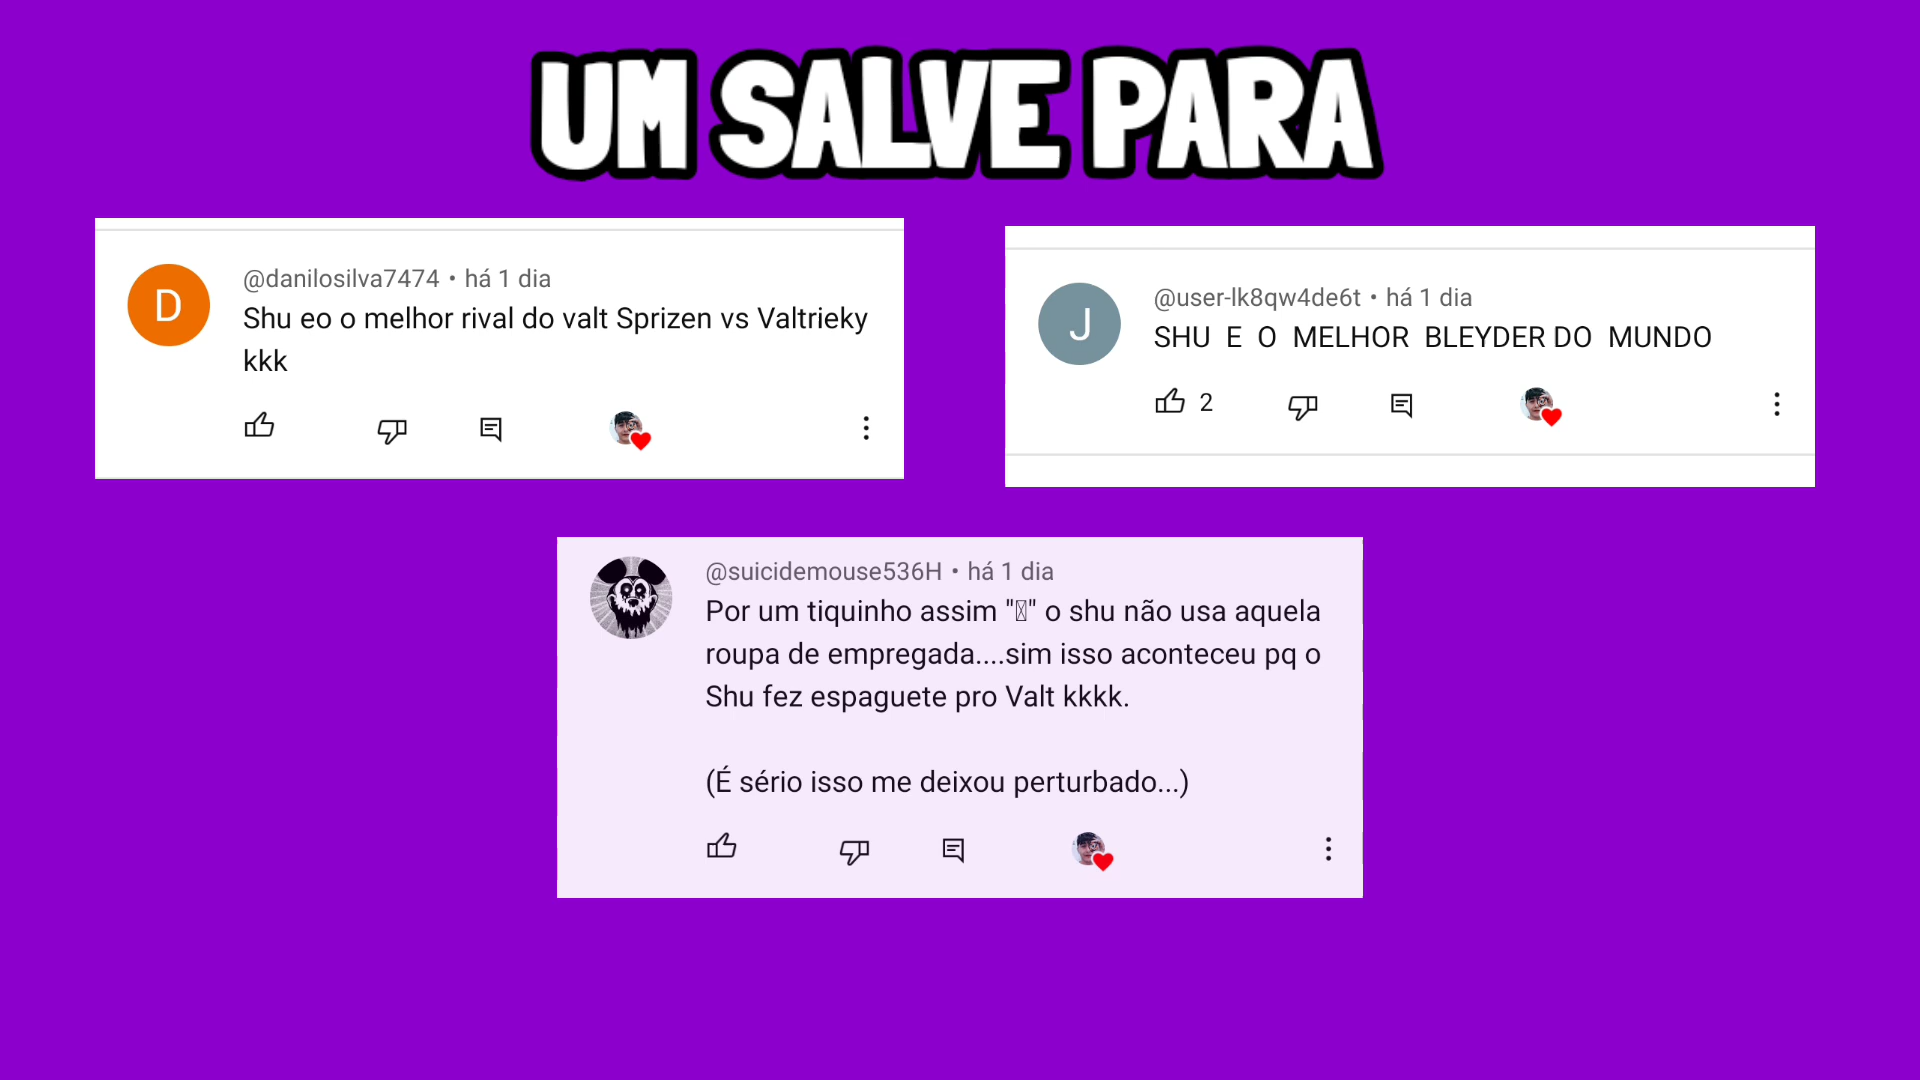 UM SALVE PARA
D
@danilosilva7474 • há 1 dia
Shu eo o melhor rival do valt Sprizen vs Valtrieky
kkk
J
@user-lk8qw4de6t • há 1 dia
SHU E O MELHOR BLEYDER DO MUNDO
2
@suicidemouse536H • há 1 dia
Por um tiquinho assim "" o shu não usa aquela
roupa de empregada....sim isso aconteceu pq o
Shu fez espaguete pro Valt kkkk.
(É sério isso me deixou perturbado...)